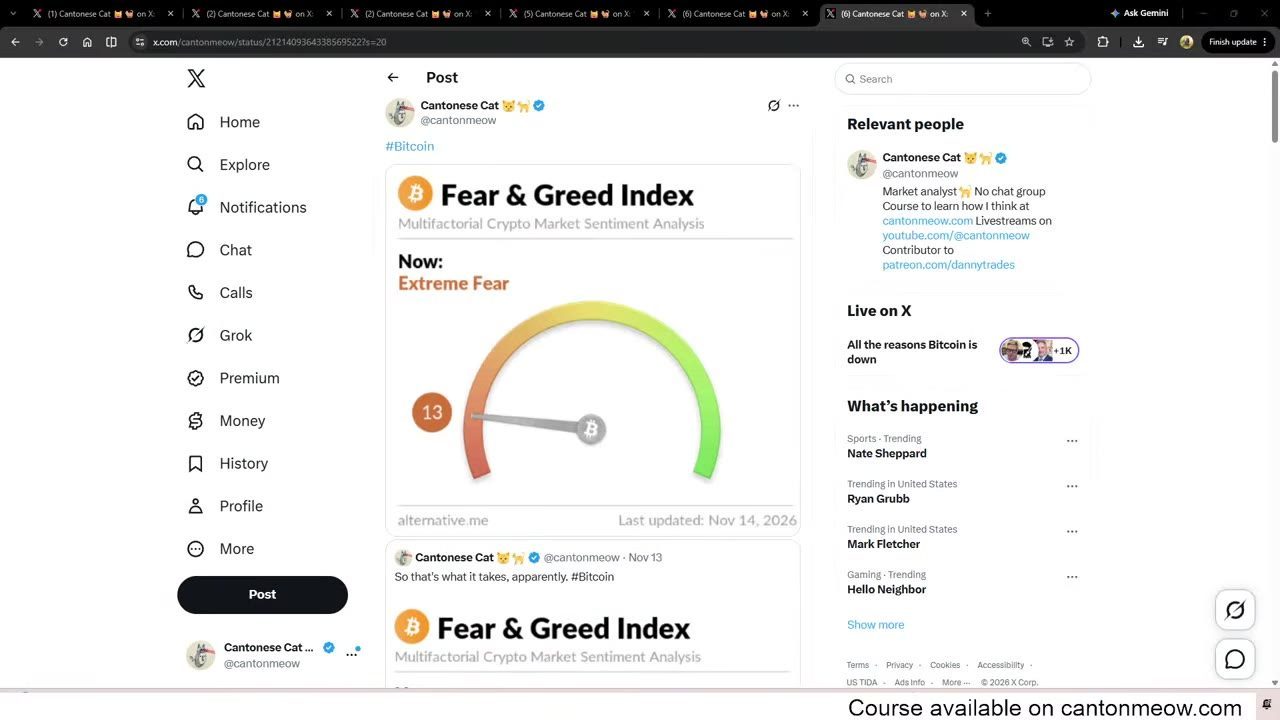 (1) Cantonese Cat 🐱🐈 on X:
(2) Cantonese Cat 🐱🐈 on X:
(2) Cantonese Cat 🐱🐈 on X:
(5) Cantonese Cat 🐱🐈 on X:
(6) Cantonese Cat 🐱🐈 on X:
(6) Cantonese Cat 🐱🐈 on X:
Ask Gemini
x.com/cantonmeow/status/2121409364338569522?s=20
Finish update
Home
Explore
6
Notifications
Chat
Calls
Grok
Premium
Money
History
Profile
More
Post
Cantonese Cat ...
@cantonmeow
Post
Cantonese Cat 🐱🐈
@cantonmeow
#Bitcoin
Fear & Greed Index
Multifactorial Crypto Market Sentiment Analysis
Now:
Extreme Fear
13
alternative.me
Last updated: Nov 14, 2026
Cantonese Cat 🐱🐈 @cantonmeow · Nov 13
So that's what it takes, apparently. #Bitcoin
Fear & Greed Index
Multifactorial Crypto Market Sentiment Analysis
Search
Relevant people
Cantonese Cat 🐱🐈
@cantonmeow
Market analyst🐈 No chat group
Course to learn how I think at
cantonmeow.com Livestreams on
youtube.com/@cantonmeow
Contributor to
patreon.com/dannytrades
Live on X
All the reasons Bitcoin is
down
+1K
What's happening
Sports · Trending
Nate Sheppard
Trending in United States
Ryan Grubb
Trending in United States
Mark Fletcher
Gaming · Trending
Hello Neighbor
Show more
Terms · Privacy · Cookies · Accessibility ·
US TIDA · Ads Info · More ··· © 2026 X Corp.
Course available on cantonmeow.com